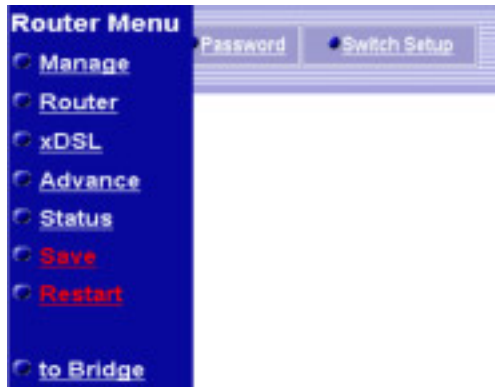 Router Menu
Password
Switch Setup
Manage
Router
xDSL
Advance
Status
Save
Restart
to Bridge